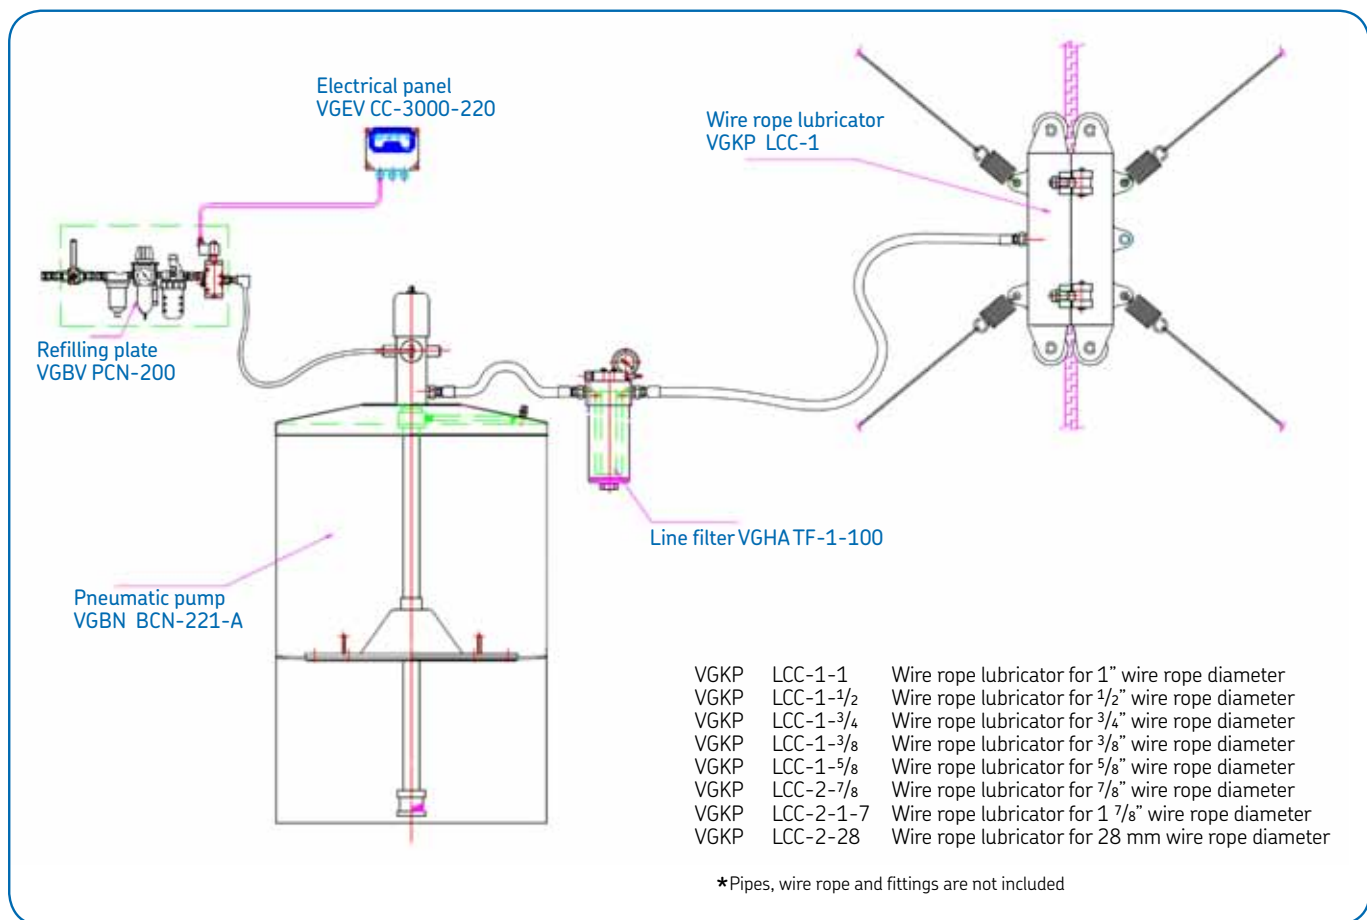 Electrical panel
VGEV CC-3000-220
Wire rope lubricator
VGKP LCC-1
Refilling plate
VGBV PCN-200
Line filter VGHA TF-1-100
Pneumatic pump
VGBN BCN-221-A
VGKP LCC-1-1 Wire rope lubricator for 1” wire rope diameter
VGKP LCC-1-1/2 Wire rope lubricator for 1/2” wire rope diameter
VGKP LCC-1-3/4 Wire rope lubricator for 3/4” wire rope diameter
VGKP LCC-1-3/8 Wire rope lubricator for 3/8” wire rope diameter
VGKP LCC-1-5/8 Wire rope lubricator for 5/8” wire rope diameter
VGKP LCC-2-7/8 Wire rope lubricator for 7/8” wire rope diameter
VGKP LCC-2-1-7 Wire rope lubricator for 1 7/8” wire rope diameter
VGKP LCC-2-28 Wire rope lubricator for 28 mm wire rope diameter
*Pipes, wire rope and fittings are not included